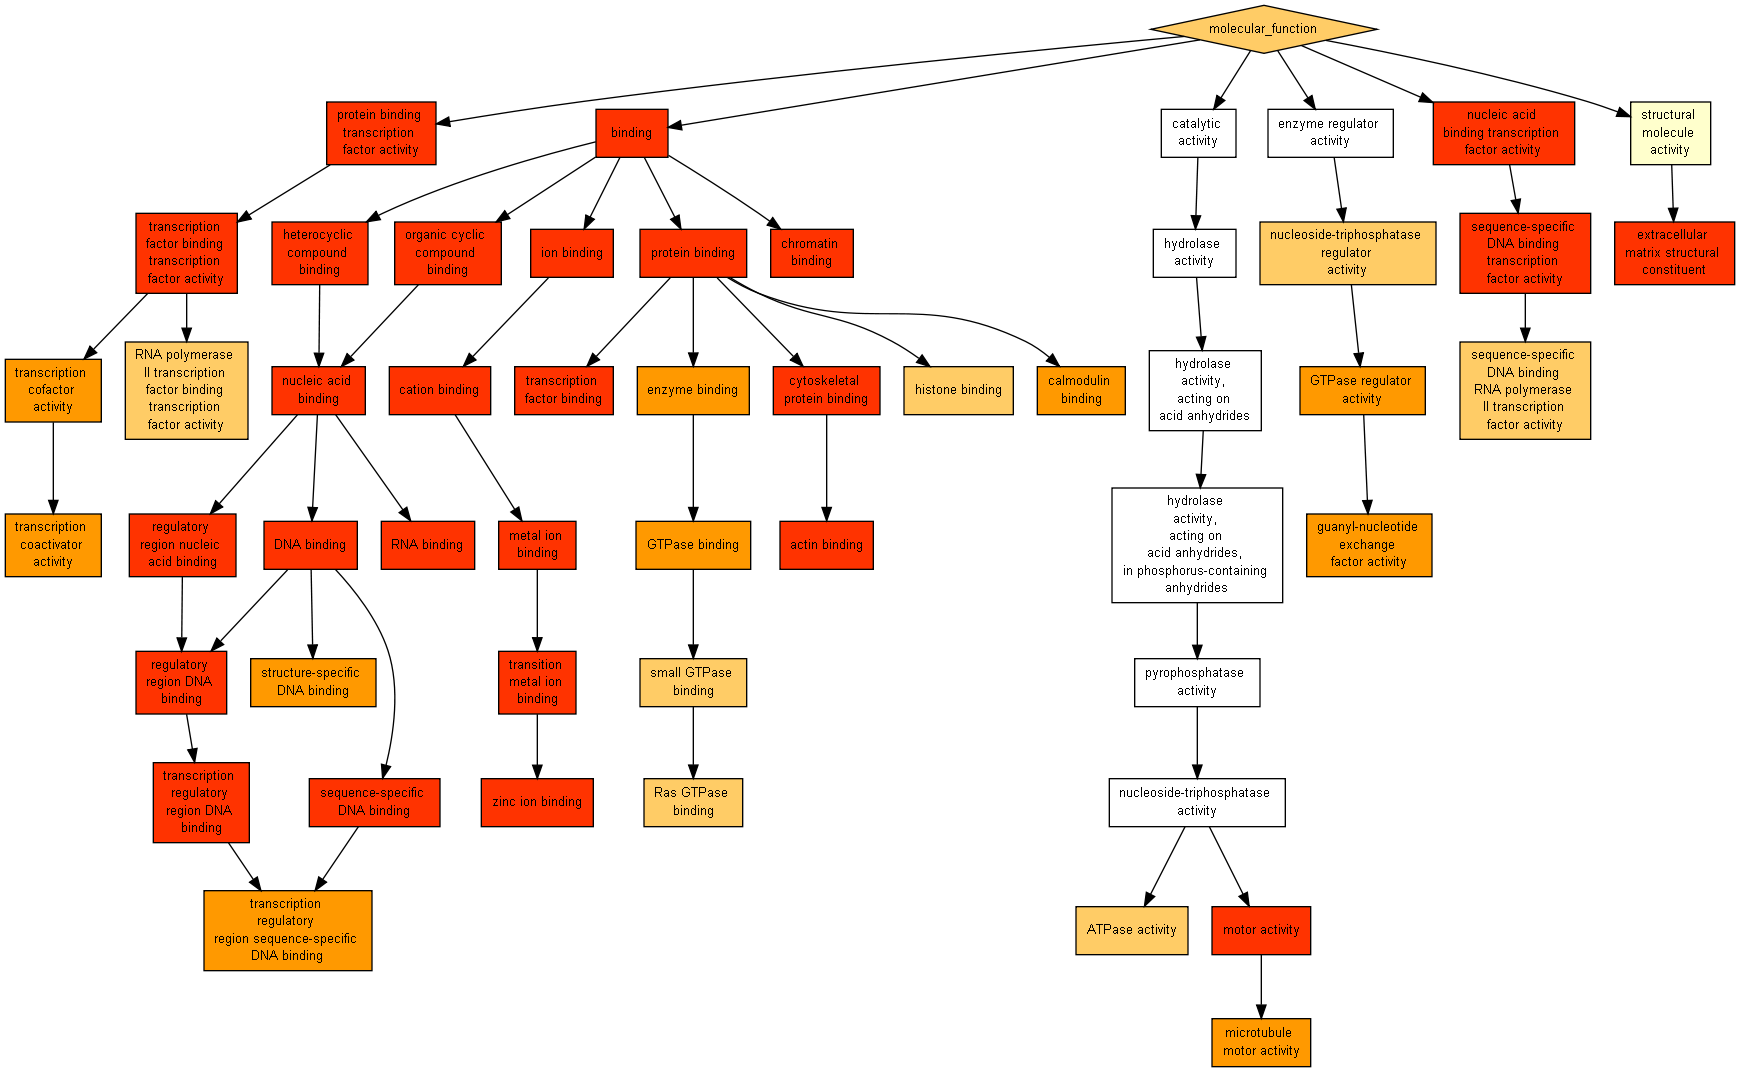 molecular_function
protein binding
transcription
factor activity
binding
catalytic
activity
enzyme regulator
activity
nucleic acid
binding transcription
factor activity
structural
molecule
activity
transcription
factor binding
transcription
factor activity
heterocyclic
compound
binding
organic cyclic
compound
binding
ion binding
protein binding
chromatin
binding
hydrolase
activity
nucleoside-triphosphatase
regulator
activity
sequence-specific
DNA binding
transcription
factor activity
extracellular
matrix structural
constituent
transcription
cofactor
activity
RNA polymerase
II transcription
factor binding
transcription
factor activity
nucleic acid
binding
cation binding
transcription
factor binding
enzyme binding
cytoskeletal
protein binding
histone binding
calmodulin
binding
hydrolase
activity,
acting on
acid anhydrides
GTPase regulator
activity
sequence-specific
DNA binding
RNA polymerase
II transcription
factor activity
transcription
coactivator
activity
regulatory
region nucleic
acid binding
DNA binding
RNA binding
metal ion
binding
GTPase binding
actin binding
hydrolase
activity,
acting on
acid anhydrides,
in phosphorus-containing
anhydrides
guanyl-nucleotide
exchange
factor activity
regulatory
region DNA
binding
structure-specific
DNA binding
transition
metal ion
binding
small GTPase
binding
pyrophosphatase
activity
transcription
regulatory
region DNA
binding
sequence-specific
DNA binding
zinc ion binding
Ras GTPase
binding
nucleoside-triphosphatase
activity
transcription
regulatory
region sequence-specific
DNA binding
ATPase activity
motor activity
microtubule
motor activity